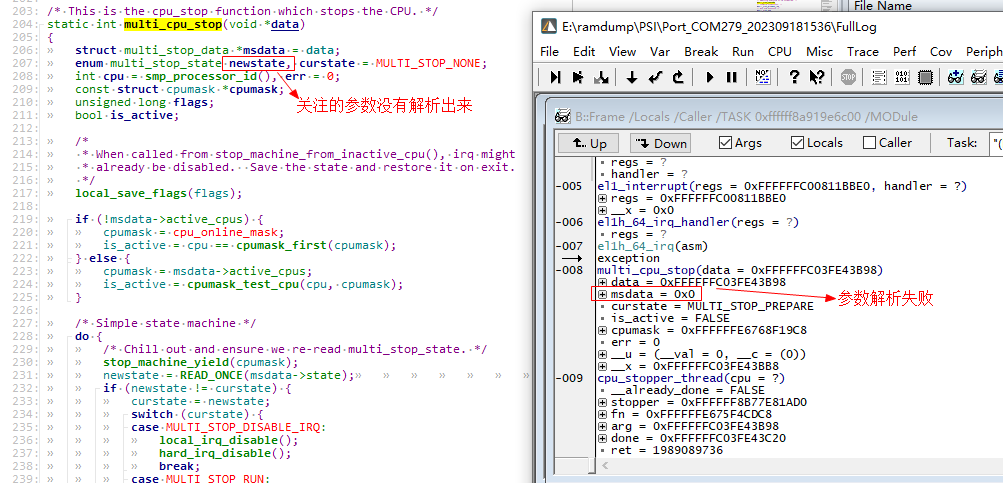 203: /* This is the cpu_stop function which stops the CPU. */
204: static int multi_cpu_stop(void *data)
205: {
206: » struct multi_stop_data *msdata = data;
207: » enum multi_stop_state newstate, curstate = MULTI_STOP_NONE;
208: » int cpu = smp_processor_id(), err = 0;
209: » const struct cpumask *cpumask;
210: » unsigned long flags;
关注的参数没有解析出来
211: » bool is_active;
212:
213: » /*
214: » * When called from stop_machine_from_inactive_cpu(), irq might
215: » * already be disabled. Save the state and restore it on exit.
216: » */
217: » local_save_flags(flags);
218:
219: » if (!msdata->active_cpus) {
220: » » cpumask = cpu_online_mask;
221: » » is_active = cpu == cpumask_first(cpumask);
222: » } else {
223: » » cpumask = msdata->active_cpus;
224: » » is_active = cpumask_test_cpu(cpu, cpumask);
225: » }
226:
227: » /* Simple state machine */
228: » do {
229: » » /* Chill out and ensure we re-read multi_stop_state. */
230: » » stop_machine_yield(cpumask);
231: » » newstate = READ_ONCE(msdata->state);» » » » » » »
232: » » if (newstate != curstate) {
233: » » » curstate = newstate;
234: » » » switch (curstate) {
235: » » » case MULTI_STOP_DISABLE_IRQ:
236: » » » » local_irq_disable();
237: » » » » hard_irq_disable();
238: » » » » break;
239: » » » case MULTI_STOP_RUN:
File Name
E:\ramdump\PSI\Port_COM279_202309181536\FullLog
File Edit View Var Break Run CPU Misc Trace Perf Cov Periph
STOP
B::Frame /Locals /Caller /TASK 0xffffff8a919e6c00 /MODule
Up Down Args Locals Caller Task: "(
regs = ?
handler = ?
-005 el1_interrupt(regs = 0xFFFFFFC00811BBE0, handler = ?)
regs = 0xFFFFFFC00811BBE0
__x = 0x0
-006 el1h_64_irq_handler(regs = ?)
regs = ?
-007 el1h_64_irq(asm)
exception
-008 multi_cpu_stop(data = 0xFFFFFFC03FE43B98)
data = 0xFFFFFFC03FE43B98
msdata = 0x0
参数解析失败
curstate = MULTI_STOP_PREPARE
is_active = FALSE
cpumask = 0xFFFFFFE6768F19C8
err = 0
__u = (__val = 0, __c = (0))
__x = 0xFFFFFFC03FE43BB8
-009 cpu_stopper_thread(cpu = ?)
__already_done = FALSE
stopper = 0xFFFFFF8B77E81AD0
fn = 0xFFFFFFE675F4CDC8
arg = 0xFFFFFFC03FE43B98
done = 0xFFFFFFC03FE43C20
ret = 1989089736